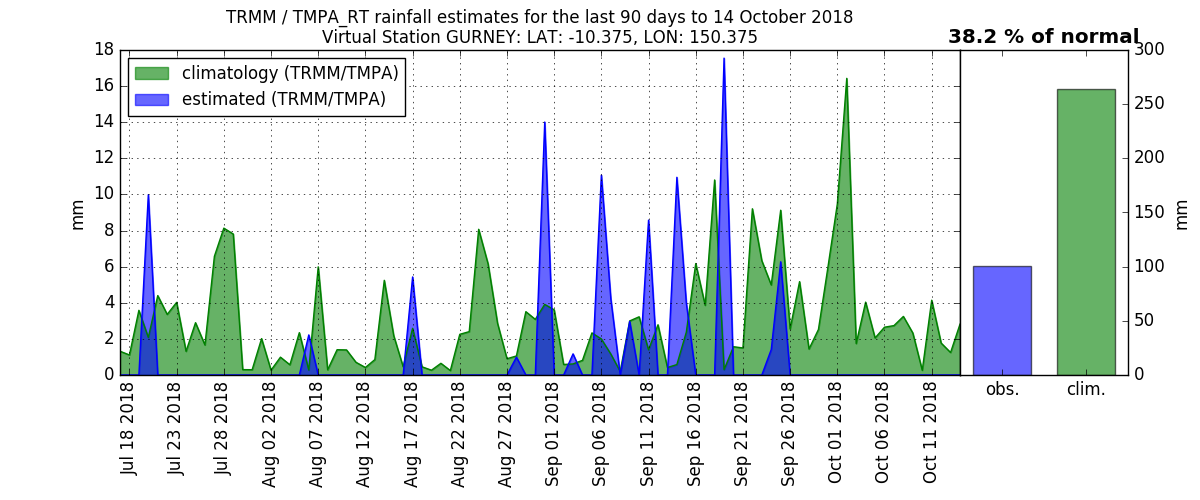 TRMM / TMPA_RT rainfall estimates for the last 90 days to 14 October 2018
Virtual Station GURNEY: LAT: -10.375, LON: 150.375
38.2 % of normal
climatology (TRMM/TMPA)
estimated (TRMM/TMPA)
mm
18
16
14
12
10
8
6
4
2
0
Jul 18 2018
Jul 23 2018
Jul 28 2018
Aug 02 2018
Aug 07 2018
Aug 12 2018
Aug 17 2018
Aug 22 2018
Aug 27 2018
Sep 01 2018
Sep 06 2018
Sep 11 2018
Sep 16 2018
Sep 21 2018
Sep 26 2018
Oct 01 2018
Oct 06 2018
Oct 11 2018
obs.
clim.
300
250
200
150
100
50
0
mm